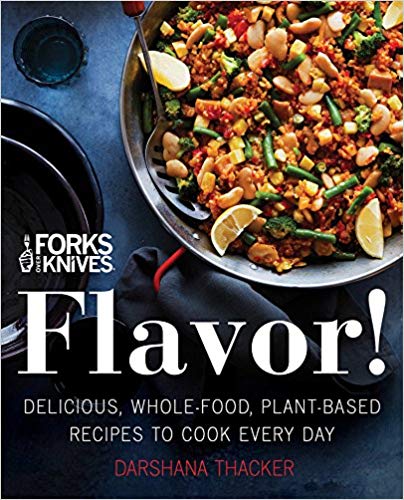 FORKS
OVER
KNIVES
Flavor!
DELICIOUS, WHOLE-FOOD, PLANT-BASED
RECIPES TO COOK EVERY DAY
DARSHANA THACKER